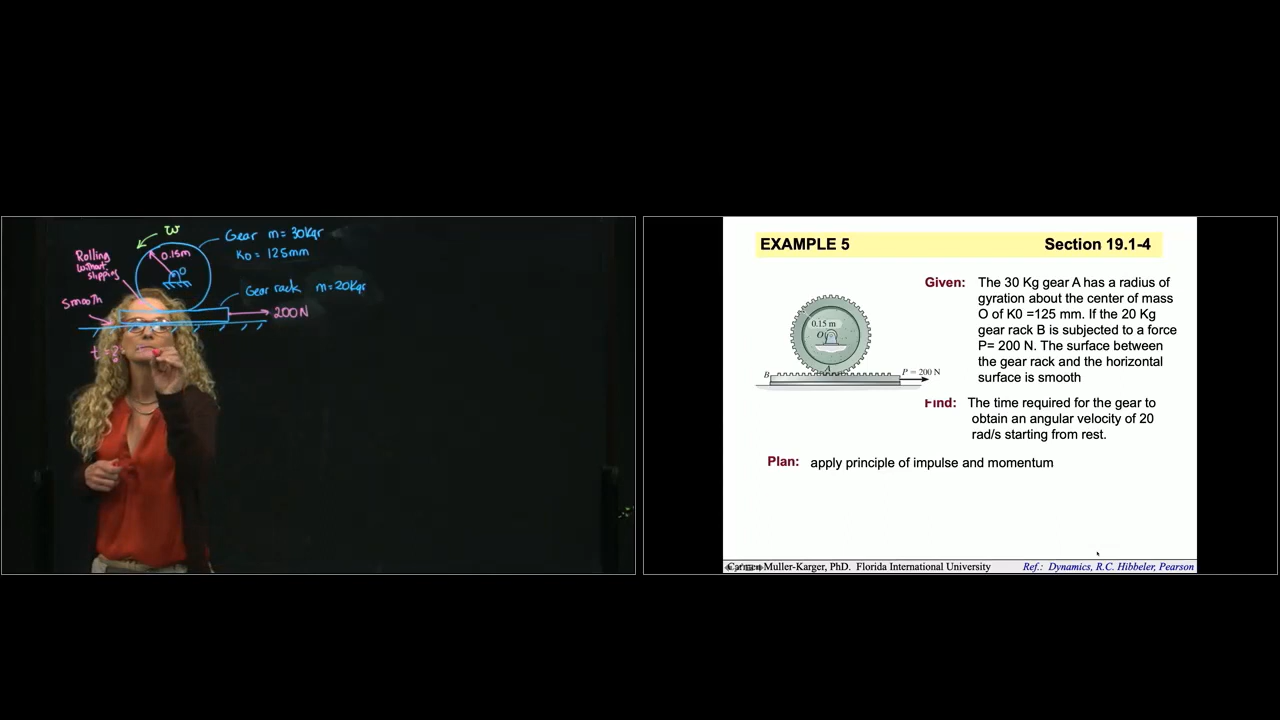 ω
Gear m = 30Kgr
K0 = 125mm
Rolling
without
slipping
0.15m
O
Gear rack m = 20Kgr
Smooth
200N
t = ?
EXAMPLE 5 Section 19.1-4
Given: The 30 Kg gear A has a radius of
gyration about the center of mass
O of K0 =125 mm. If the 20 Kg
gear rack B is subjected to a force
P= 200 N. The surface between
the gear rack and the horizontal
surface is smooth
0.15 m
O
A
B
P = 200 N
Find: The time required for the gear to
obtain an angular velocity of 20
rad/s starting from rest.
Plan: apply principle of impulse and momentum
Carmen Muller-Karger, PhD. Florida International University Ref.: Dynamics, R.C. Hibbeler, Pearson